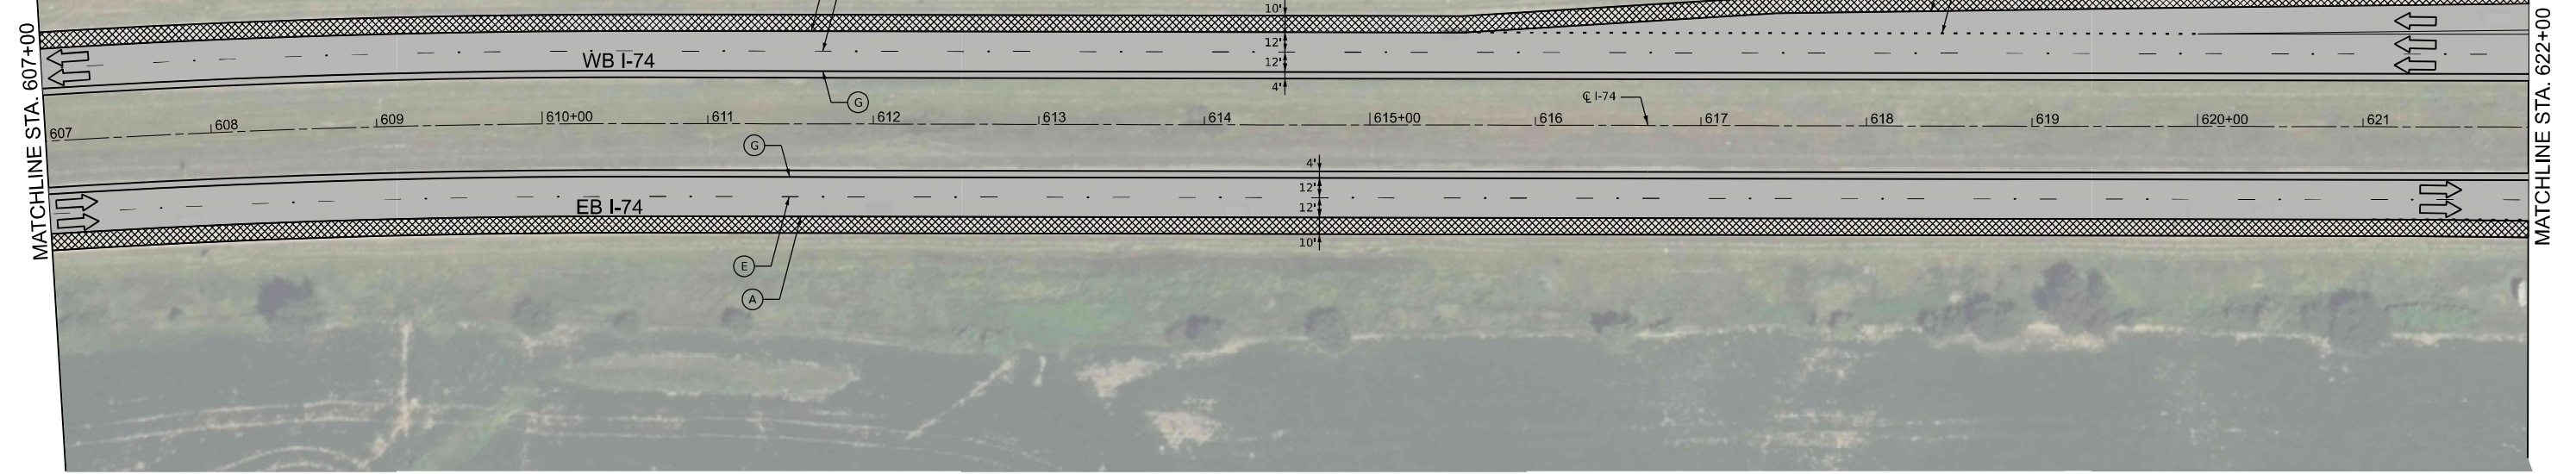 MATCHLINE STA. 607+00
10'
12'
12'
4'
WB I-74
G
℄ I-74
607
608
609
610+00
611
612
613
614
615+00
616
617
618
619
620+00
621
G
4'
12'
12'
10'
EB I-74
E
A
MATCHLINE STA. 622+00